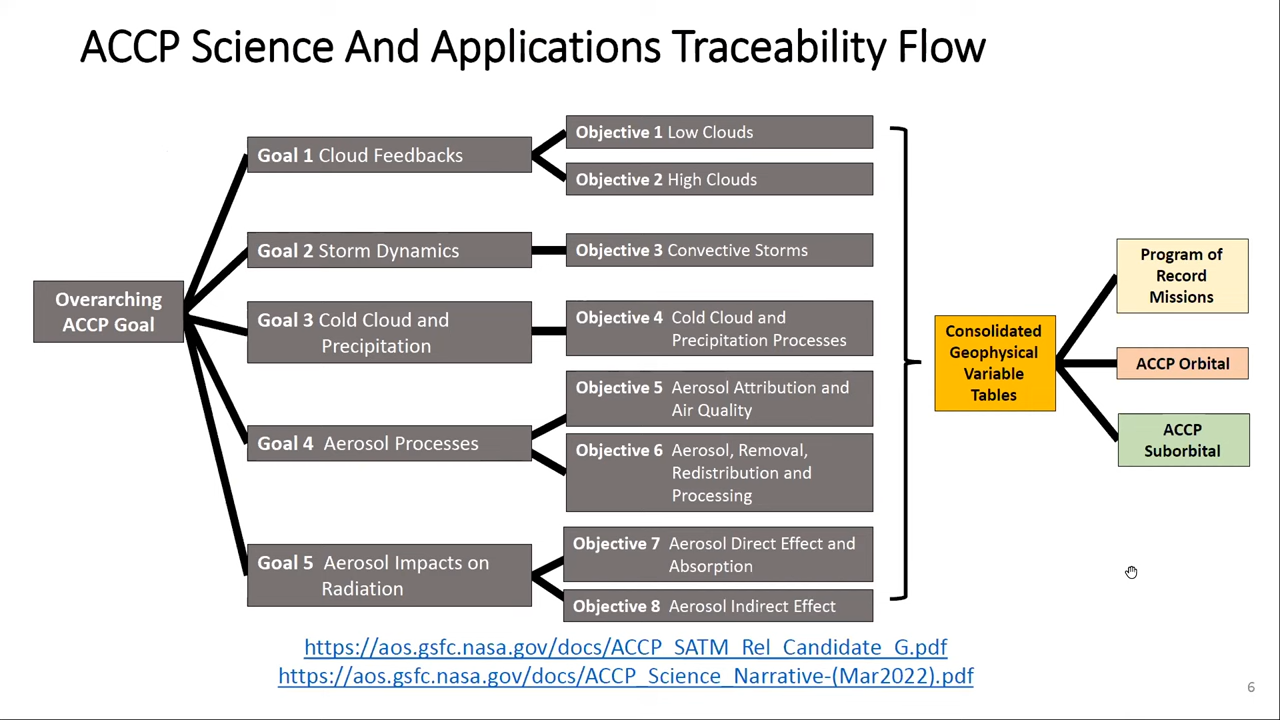 ACCP Science And Applications Traceability Flow
Overarching
ACCP Goal
Goal 1 Cloud Feedbacks
Objective 1 Low Clouds
Objective 2 High Clouds
Goal 2 Storm Dynamics
Objective 3 Convective Storms
Goal 3 Cold Cloud and
Precipitation
Objective 4 Cold Cloud and
Precipitation Processes
Goal 4 Aerosol Processes
Objective 5 Aerosol Attribution and
Air Quality
Objective 6 Aerosol, Removal,
Redistribution and
Processing
Goal 5 Aerosol Impacts on
Radiation
Objective 7 Aerosol Direct Effect and
Absorption
Objective 8 Aerosol Indirect Effect
Consolidated
Geophysical
Variable
Tables
Program of
Record
Missions
ACCP Orbital
ACCP
Suborbital
https://aos.gsfc.nasa.gov/docs/ACCP_SATM_Rel_Candidate_G.pdf
https://aos.gsfc.nasa.gov/docs/ACCP_Science_Narrative-(Mar2022).pdf
6